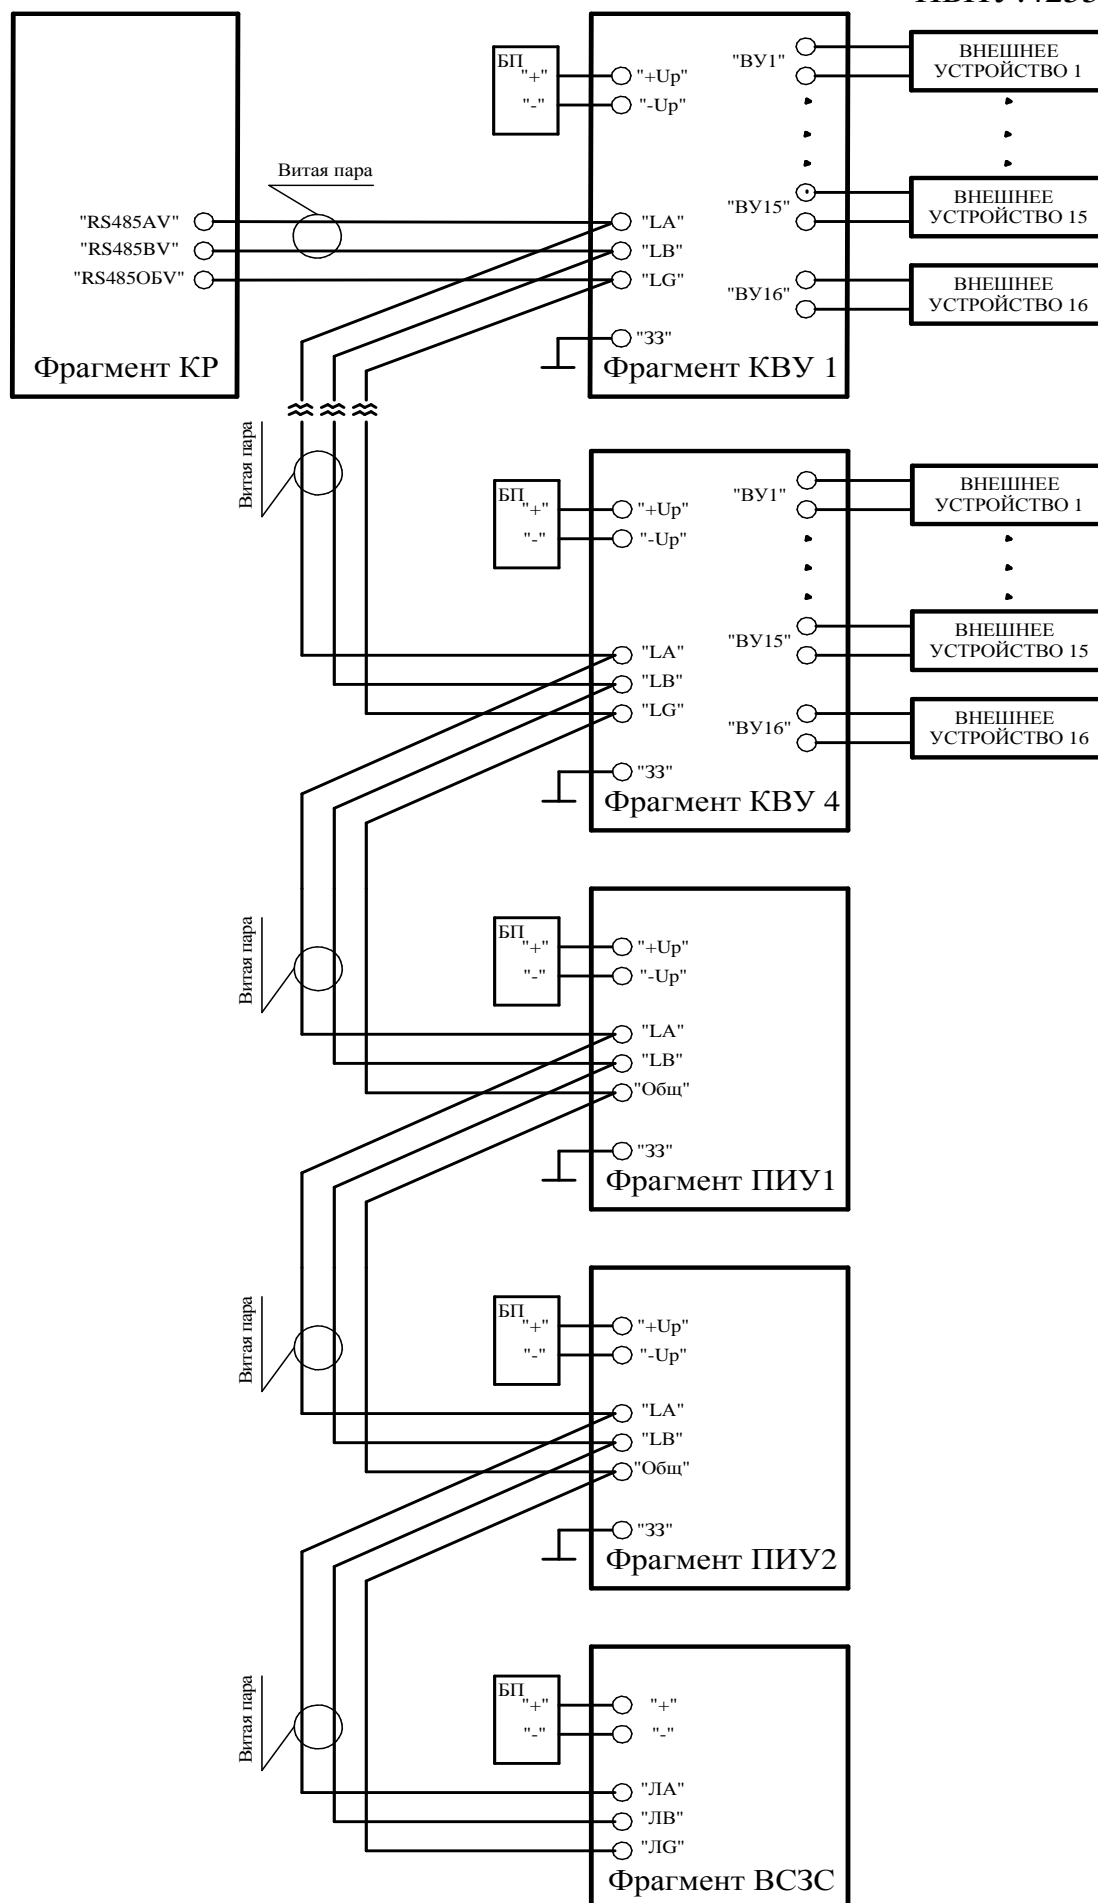 БП
"+"
"-"
"+Up"
"-Up"
"ВУ1"
ВНЕШНЕЕ
УСТРОЙСТВО 1
Витая пара
"RS485AV"
"RS485BV"
"RS485ОБV"
Фрагмент КР
"LA"
"LB"
"LG"
"ЗЗ"
Фрагмент КВУ 1
"ВУ15"
ВНЕШНЕЕ
УСТРОЙСТВО 15
"ВУ16"
ВНЕШНЕЕ
УСТРОЙСТВО 16
Витая пара
БП
"+"
"-"
"+Up"
"-Up"
"ВУ1"
ВНЕШНЕЕ
УСТРОЙСТВО 1
"LA"
"LB"
"LG"
"ЗЗ"
Фрагмент КВУ 4
"ВУ15"
ВНЕШНЕЕ
УСТРОЙСТВО 15
"ВУ16"
ВНЕШНЕЕ
УСТРОЙСТВО 16
Витая пара
БП
"+"
"-"
"+Up"
"-Up"
"LA"
"LB"
"Общ"
"ЗЗ"
Фрагмент ПИУ1
Витая пара
БП
"+"
"-"
"+Up"
"-Up"
"LA"
"LB"
"Общ"
"ЗЗ"
Фрагмент ПИУ2
Витая пара
БП
"+"
"-"
"+"
"-"
"ЛА"
"ЛВ"
"ЛG"
Фрагмент ВСЗС